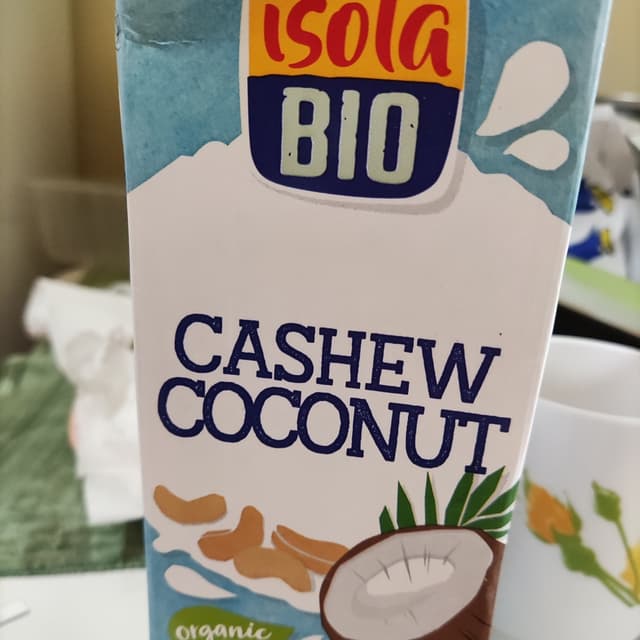 isola
BIO
CASHEW
COCONUT
organic